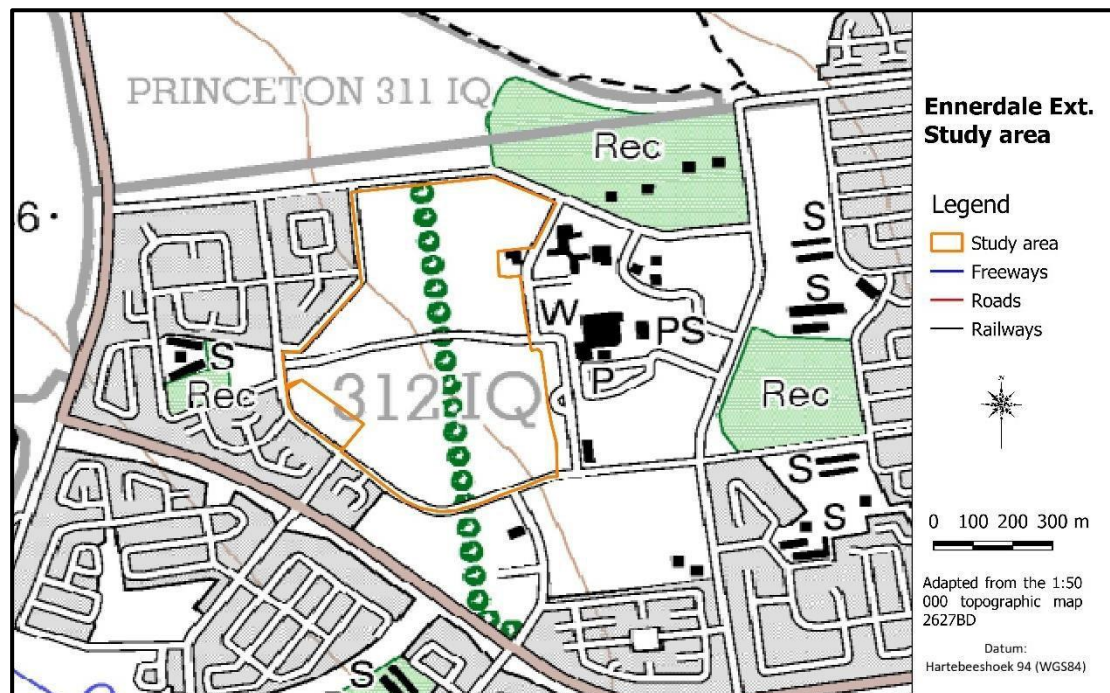 PRINCETON 311 IQ
Rec
6
S
S
W
PS
312 IQ
S
Rec
P
Rec
S
S
S
Ennerdale Ext.
Study area
Legend
Study area
Freeways
Roads
Railways
N
0 100 200 300 m
Adapted from the 1:50
000 topographic map
2627BD
Datum:
Hartebeeshoek 94 (WGS84)